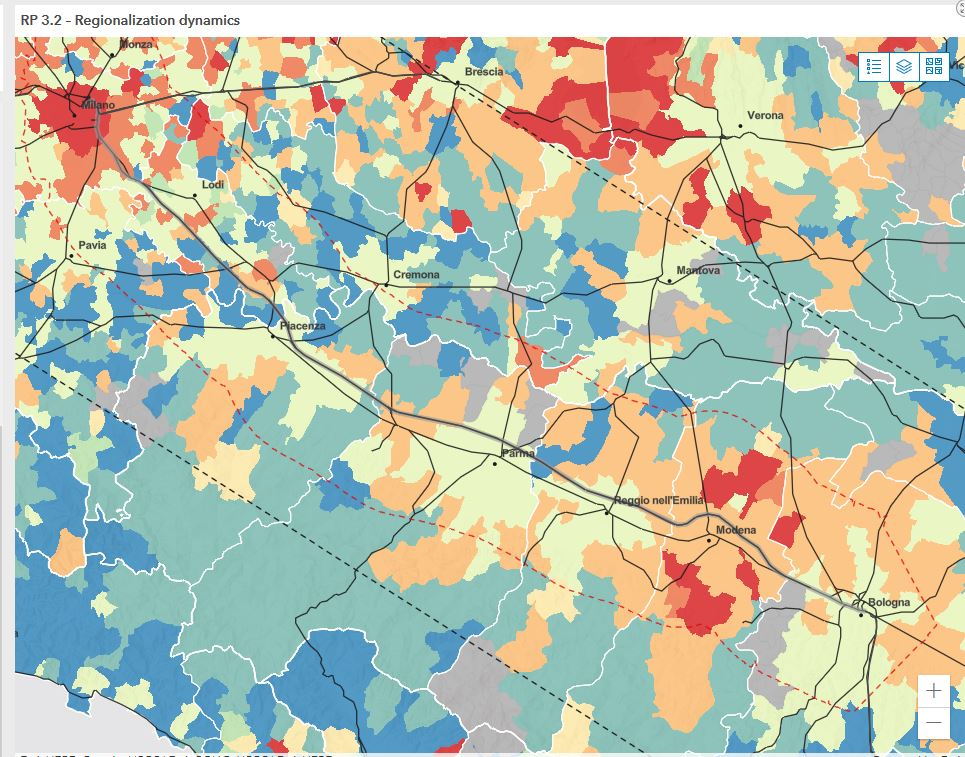 RP 3.2 - Regionalization dynamics
Monza
Brescia
Milano
Verona
Lodi
Pavia
Cremona
Mantova
Piacenza
Parma
Reggio nell'Emilia
Modena
Bologna
+
−